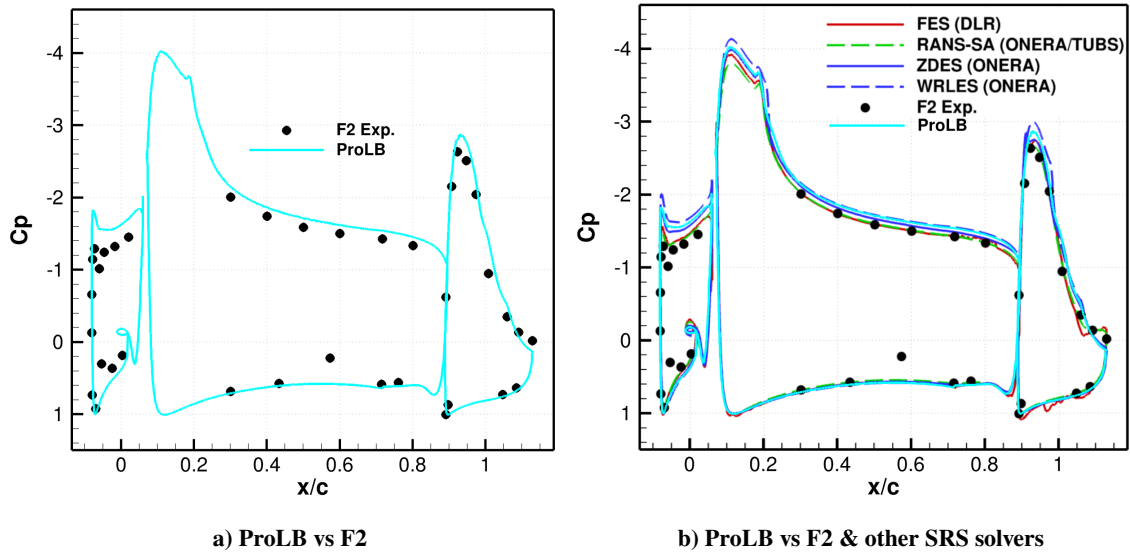 -4
-3
-2
-1
0
1
Cp
0
0.2
0.4
0.6
0.8
1
x/c
F2 Exp.
ProLB
a) ProLB vs F2
-4
-3
-2
-1
0
1
Cp
0
0.2
0.4
0.6
0.8
1
x/c
FES (DLR)
RANS-SA (ONERA/TUBS)
ZDES (ONERA)
WRLES (ONERA)
F2 Exp.
ProLB
b) ProLB vs F2 & other SRS solvers